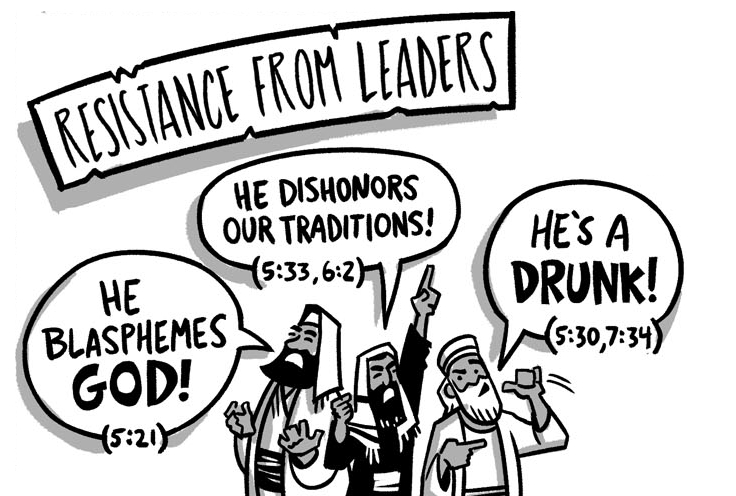 RESISTANCE FROM LEADERS
HE DISHONORS
OUR TRADITIONS!
(5:33, 6:2)
HE'S A
DRUNK!
(5:30, 7:34)
HE
BLASPHEMES
GOD!
(5:21)